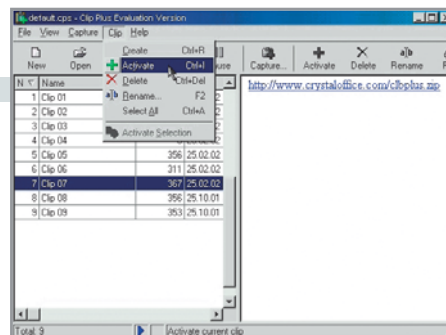 default.cps - Clip Plus Evaluation Version
File View Capture Clip Help
New Open Capture... Activate Delete Rename
Create Ctrl+R
Activate Ctrl+I
Delete Ctrl+Del
Rename... F2
Select All Ctrl+A
Activate Selection
N Name
http://www.crystaloffice.com/clbplus.zip
1 Clip 01
2 Clip 02
3 Clip 03
4 Clip 04
5 Clip 05 356 25.02.02
6 Clip 06 311 25.02.02
7 Clip 07 367 25.02.02
8 Clip 08 356 25.10.01
9 Clip 09 353 25.10.01
Total: 9 Activate current clip